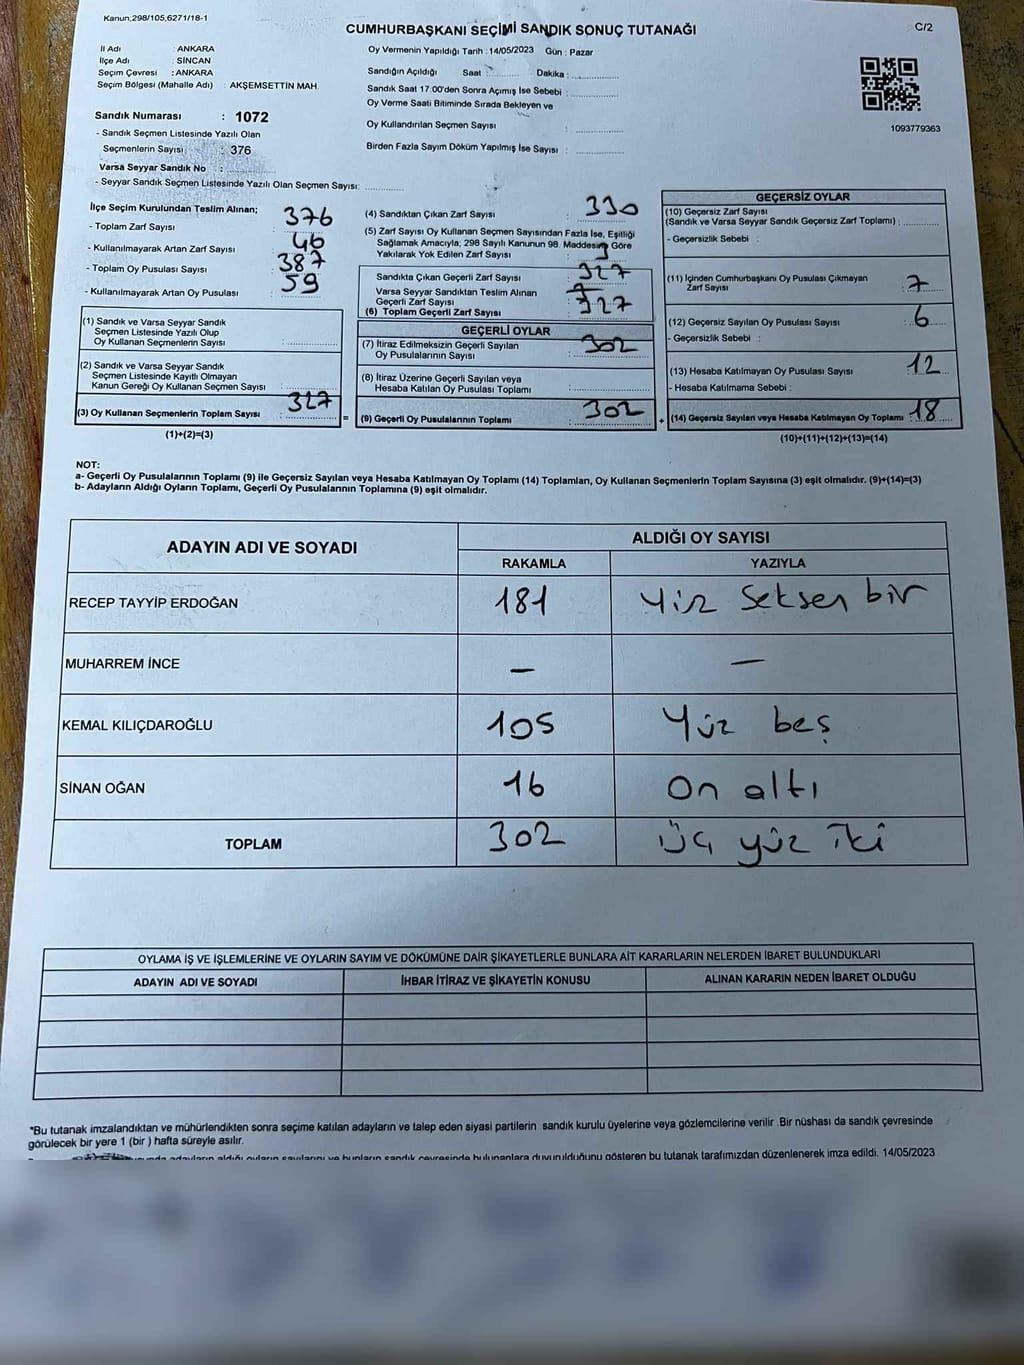 Kanun;298/105,6271/18-1
CUMHURBAŞKANI SEÇİMİ SANDIK SONUÇ TUTANAĞI
C/2
İl Adı : ANKARA
İlçe Adı : SİNCAN
Seçim Çevresi : ANKARA
Seçim Bölgesi (Mahalle Adı) : AKŞEMSETTİN MAH.
Oy Vermenin Yapıldığı Tarih : 14/05/2023 Gün : Pazar
Sandığın Açıldığı Saat : Dakika :
Sandık Saat 17:00'den Sonra Açılmış İse Sebebi :
Oy Verme Saati Bitiminde Sırada Bekleyen ve
Oy Kullandırılan Seçmen Sayısı :
Birden Fazla Sayım Döküm Yapılmış İse Sayısı :
1093779363
Sandık Numarası : 1072
- Sandık Seçmen Listesinde Yazılı Olan
Seçmenlerin Sayısı : 376
Varsa Seyyar Sandık No :
- Seyyar Sandık Seçmen Listesinde Yazılı Olan Seçmen Sayısı:
İlçe Seçim Kurulundan Teslim Alınan;
- Toplam Zarf Sayısı : 376
- Kullanılmayarak Artan Zarf Sayısı : 46
- Toplam Oy Pusulası Sayısı : 387
- Kullanılmayarak Artan Oy Pusulası : 59
(1) Sandık ve Varsa Seyyar Sandık
Seçmen Listesinde Yazılı Olup
Oy Kullanan Seçmenlerin Sayısı :
(2) Sandık ve Varsa Seyyar Sandık
Seçmen Listesinde Kayıtlı Olmayan
Kanun Gereği Oy Kullanan Seçmen Sayısı :
(3) Oy Kullanan Seçmenlerin Toplam Sayısı : 327
(1)+(2)=(3)
(4) Sandıktan Çıkan Zarf Sayısı : 330
(5) Zarf Sayısı Oy Kullanan Seçmen Sayısından Fazla İse, Eşitliği
Sağlamak Amacıyla; 298 Sayılı Kanunun 98. Maddesine Göre
Yakılarak Yok Edilen Zarf Sayısı : 3
Sandıkta Çıkan Geçerli Zarf Sayısı : 327
Varsa Seyyar Sandıktan Teslim Alınan
Geçerli Zarf Sayısı :
(6) Toplam Geçerli Zarf Sayısı : 327
GEÇERLİ OYLAR
(7) İtiraz Edilmeksizin Geçerli Sayılan
Oy Pusulalarının Sayısı : 302
(8) İtiraz Üzerine Geçerli Sayılan veya
Hesaba Katılan Oy Pusulası Toplamı :
= (9) Geçerli Oy Pusulalarının Toplamı : 302
GEÇERSİZ OYLAR
(10) Geçersiz Zarf Sayısı
(Sandık ve Varsa Seyyar Sandık Geçersiz Zarf Toplamı) :
- Geçersizlik Sebebi :
(11) İçinden Cumhurbaşkanı Oy Pusulası Çıkmayan
Zarf Sayısı : 7
(12) Geçersiz Sayılan Oy Pusulası Sayısı : 6
- Geçersizlik Sebebi :
(13) Hesaba Katılmayan Oy Pusulası Sayısı : 12
- Hesaba Katılmama Sebebi :
+ (14) Geçersiz Sayılan veya Hesaba Katılmayan Oy Toplamı : 18
(10)+(11)+(12)+(13)=(14)
NOT:
a- Geçerli Oy Pusulalarının Toplamı (9) ile Geçersiz Sayılan veya Hesaba Katılmayan Oy Toplamı (14) Toplamları, Oy Kullanan Seçmenlerin Toplam Sayısına (3) eşit olmalıdır. (9)+(14)=(3)
b- Adayların Aldığı Oyların Toplamı, Geçerli Oy Pusulalarının Toplamına (9) eşit olmalıdır.
ADAYIN ADI VE SOYADI ALDIĞI OY SAYISI
RAKAMLA YAZIYLA
RECEP TAYYİP ERDOĞAN 181 Yüz Seksen bir
MUHARREM İNCE — —
KEMAL KILIÇDAROĞLU 105 Yüz beş
SİNAN OĞAN 16 On altı
TOPLAM 302 Üç yüz iki
OYLAMA İŞ VE İŞLEMLERİNE VE OYLARIN SAYIM VE DÖKÜMÜNE DAİR ŞİKAYETLERLE BUNLARA AİT KARARLARIN NELERDEN İBARET BULUNDUKLARI
ADAYIN ADI VE SOYADI İHBAR İTİRAZ VE ŞİKAYETİN KONUSU ALINAN KARARIN NEDEN İBARET OLDUĞU
*Bu tutanak imzalandıktan ve mühürlendikten sonra seçime katılan adayların ve talep eden siyasi partilerin sandık kurulu üyelerine veya gözlemcilerine verilir .Bir nüshası da sandık çevresinde
görülecek bir yere 1 (bir ) hafta süreyle asılır.
adayların aldığı oyların sayılarını ve bunların sandık çevresinde bulunanlara duyurulduğunu gösteren bu tutanak tarafımızdan düzenlenerek imza edildi. 14/05/2023